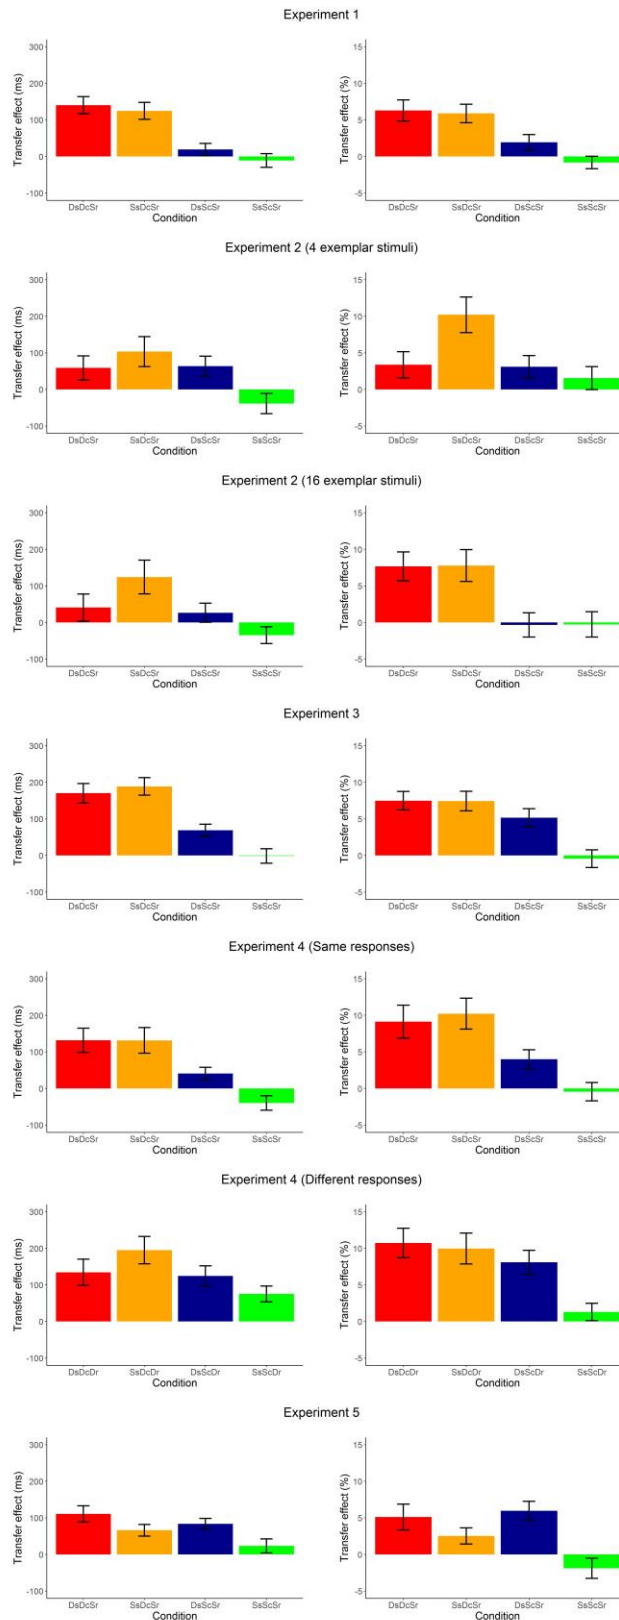 Experiment 1
Transfer effect (ms)
300
200
100
0
-100
DsDcSr SsDcSr DsScSr SsScSr
Condition
Transfer effect (%)
15
10
5
0
-5
DsDcSr SsDcSr DsScSr SsScSr
Condition
Experiment 2 (4 exemplar stimuli)
Transfer effect (ms)
300
200
100
0
-100
DsDcSr SsDcSr DsScSr SsScSr
Condition
Transfer effect (%)
15
10
5
0
-5
DsDcSr SsDcSr DsScSr SsScSr
Condition
Experiment 2 (16 exemplar stimuli)
Transfer effect (ms)
300
200
100
0
-100
DsDcSr SsDcSr DsScSr SsScSr
Condition
Transfer effect (%)
15
10
5
0
-5
DsDcSr SsDcSr DsScSr SsScSr
Condition
Experiment 3
Transfer effect (ms)
300
200
100
0
-100
DsDcSr SsDcSr DsScSr SsScSr
Condition
Transfer effect (%)
15
10
5
0
-5
DsDcSr SsDcSr DsScSr SsScSr
Condition
Experiment 4 (Same responses)
Transfer effect (ms)
300
200
100
0
-100
DsDcSr SsDcSr DsScSr SsScSr
Condition
Transfer effect (%)
15
10
5
0
-5
DsDcSr SsDcSr DsScSr SsScSr
Condition
Experiment 4 (Different responses)
Transfer effect (ms)
300
200
100
0
-100
DsDcDr SsDcDr DsScDr SsScDr
Condition
Transfer effect (%)
15
10
5
0
-5
DsDcDr SsDcDr DsScDr SsScDr
Condition
Experiment 5
Transfer effect (ms)
300
200
100
0
-100
DsDcSr SsDcSr DsScSr SsScSr
Condition
Transfer effect (%)
15
10
5
0
-5
DsDcSr SsDcSr DsScSr SsScSr
Condition